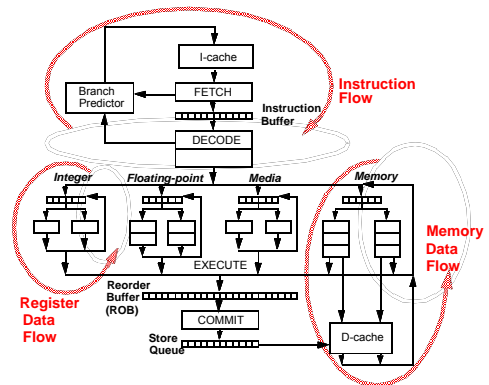 I-cache
Branch
Predictor
FETCH
Instruction
Flow
Instruction
Buffer
DECODE
Integer
Floating-point
Media
Memory
Memory
Data
Flow
EXECUTE
Register
Data
Flow
Reorder
Buffer
(ROB)
COMMIT
Store
Queue
D-cache